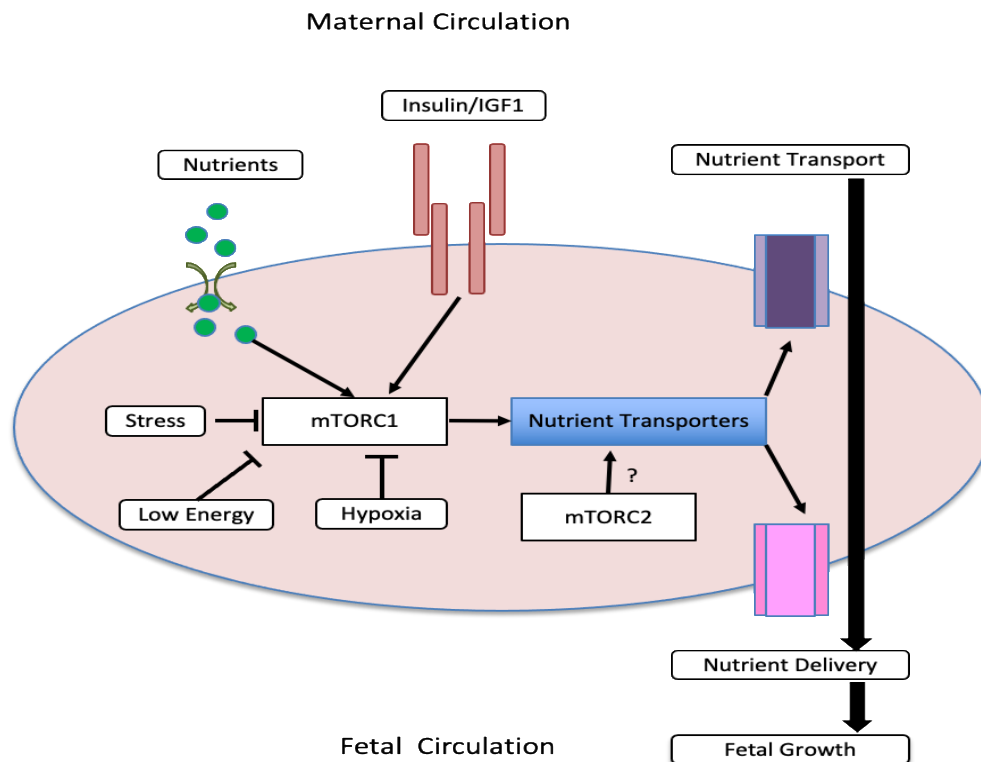 Maternal Circulation
Insulin/IGF1
Nutrients
Nutrient Transport
Stress
mTORC1
Nutrient Transporters
?
Low Energy
Hypoxia
mTORC2
Nutrient Delivery
Fetal Circulation
Fetal Growth